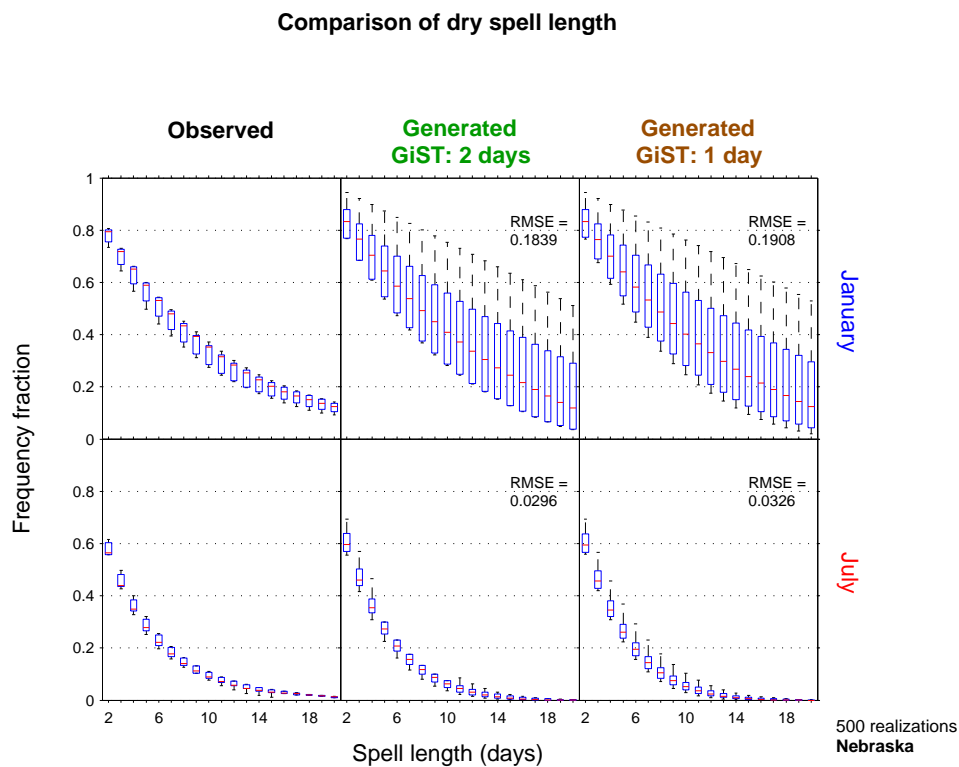 Comparison of dry spell length
Observed
Generated
GiST: 2 days
Generated
GiST: 1 day
Frequency fraction
1
0.8
0.6
0.4
0.2
0
RMSE =
0.1839
RMSE =
0.1908
January
0.8
0.6
0.4
0.2
0
RMSE =
0.0296
RMSE =
0.0326
July
2 6 10 14 18
2 6 10 14 18
2 6 10 14 18
Spell length (days)
500 realizations
Nebraska